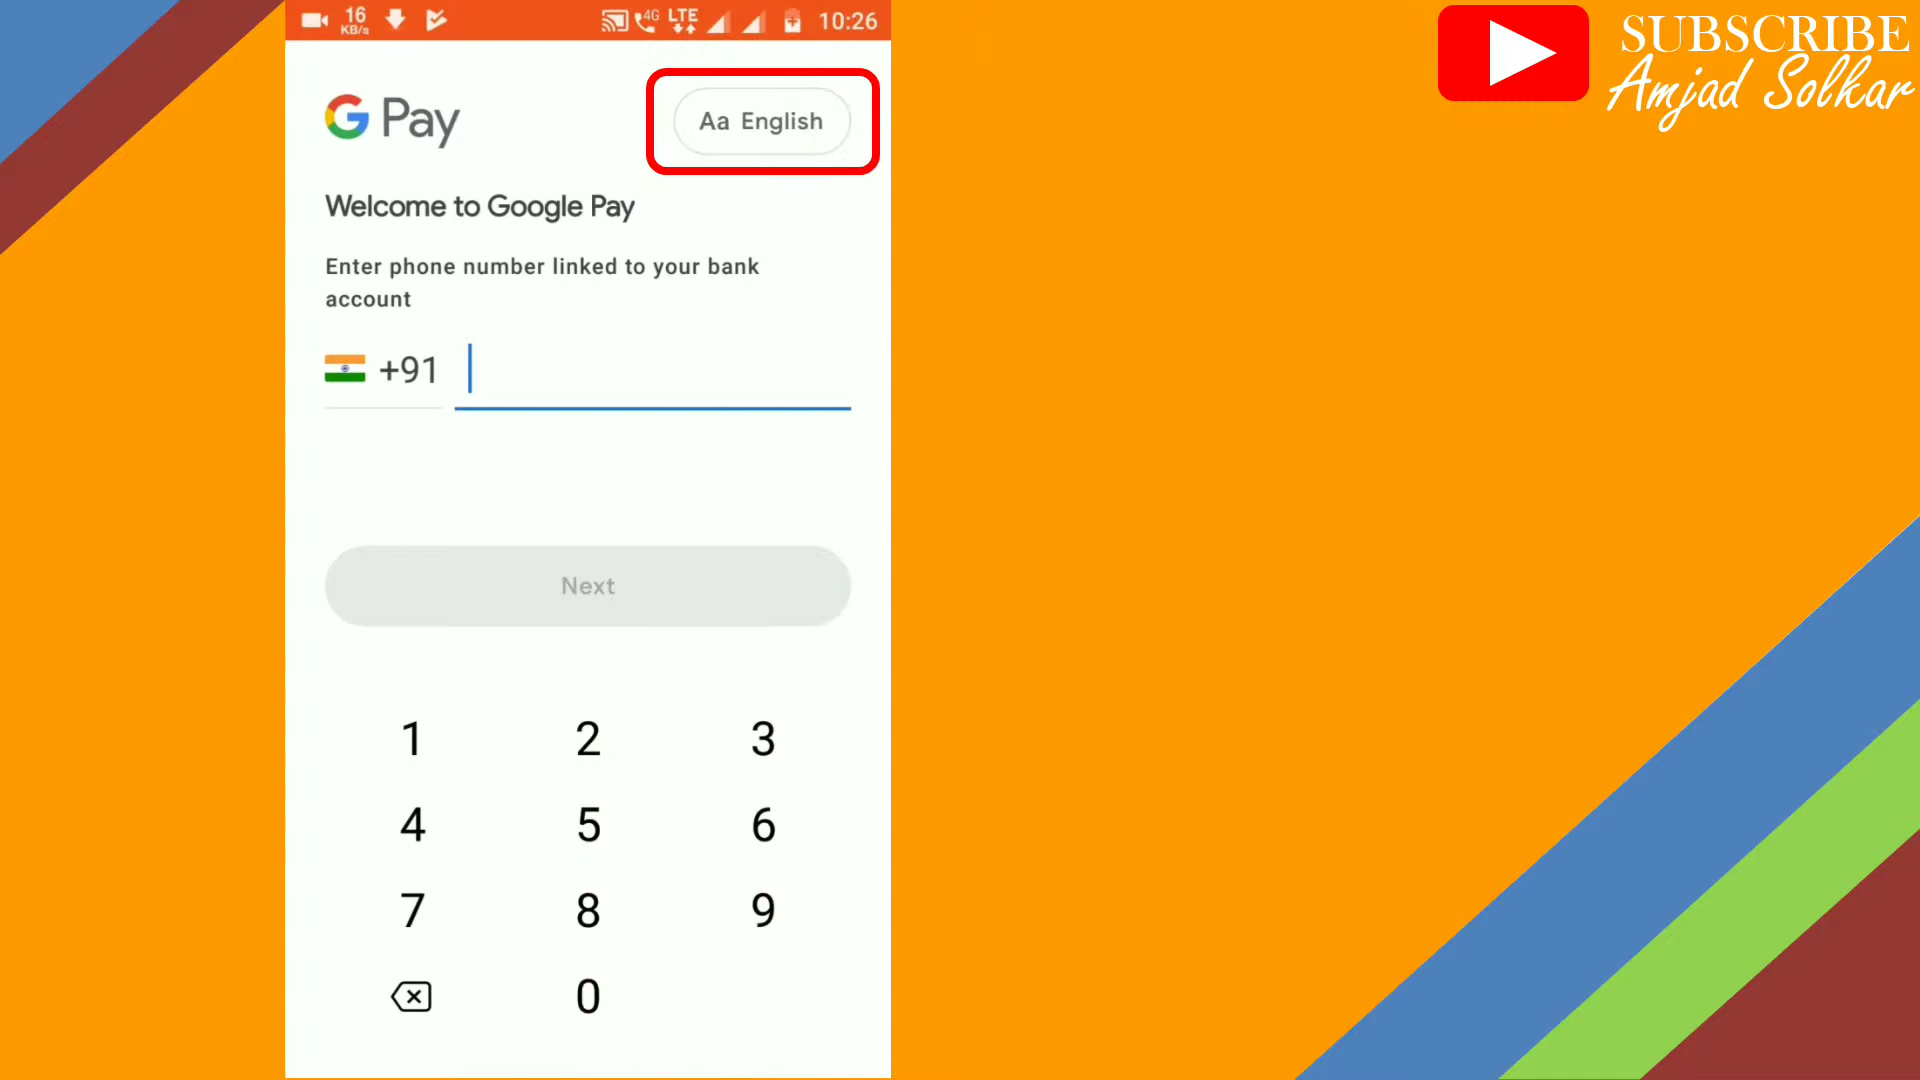 16
KB/s
4G
LTE
10:26
G Pay
Aa English
Welcome to Google Pay
Enter phone number linked to your bank
account
+91
Next
1 2 3
4 5 6
7 8 9
0
SUBSCRIBE
Amjad Solkar